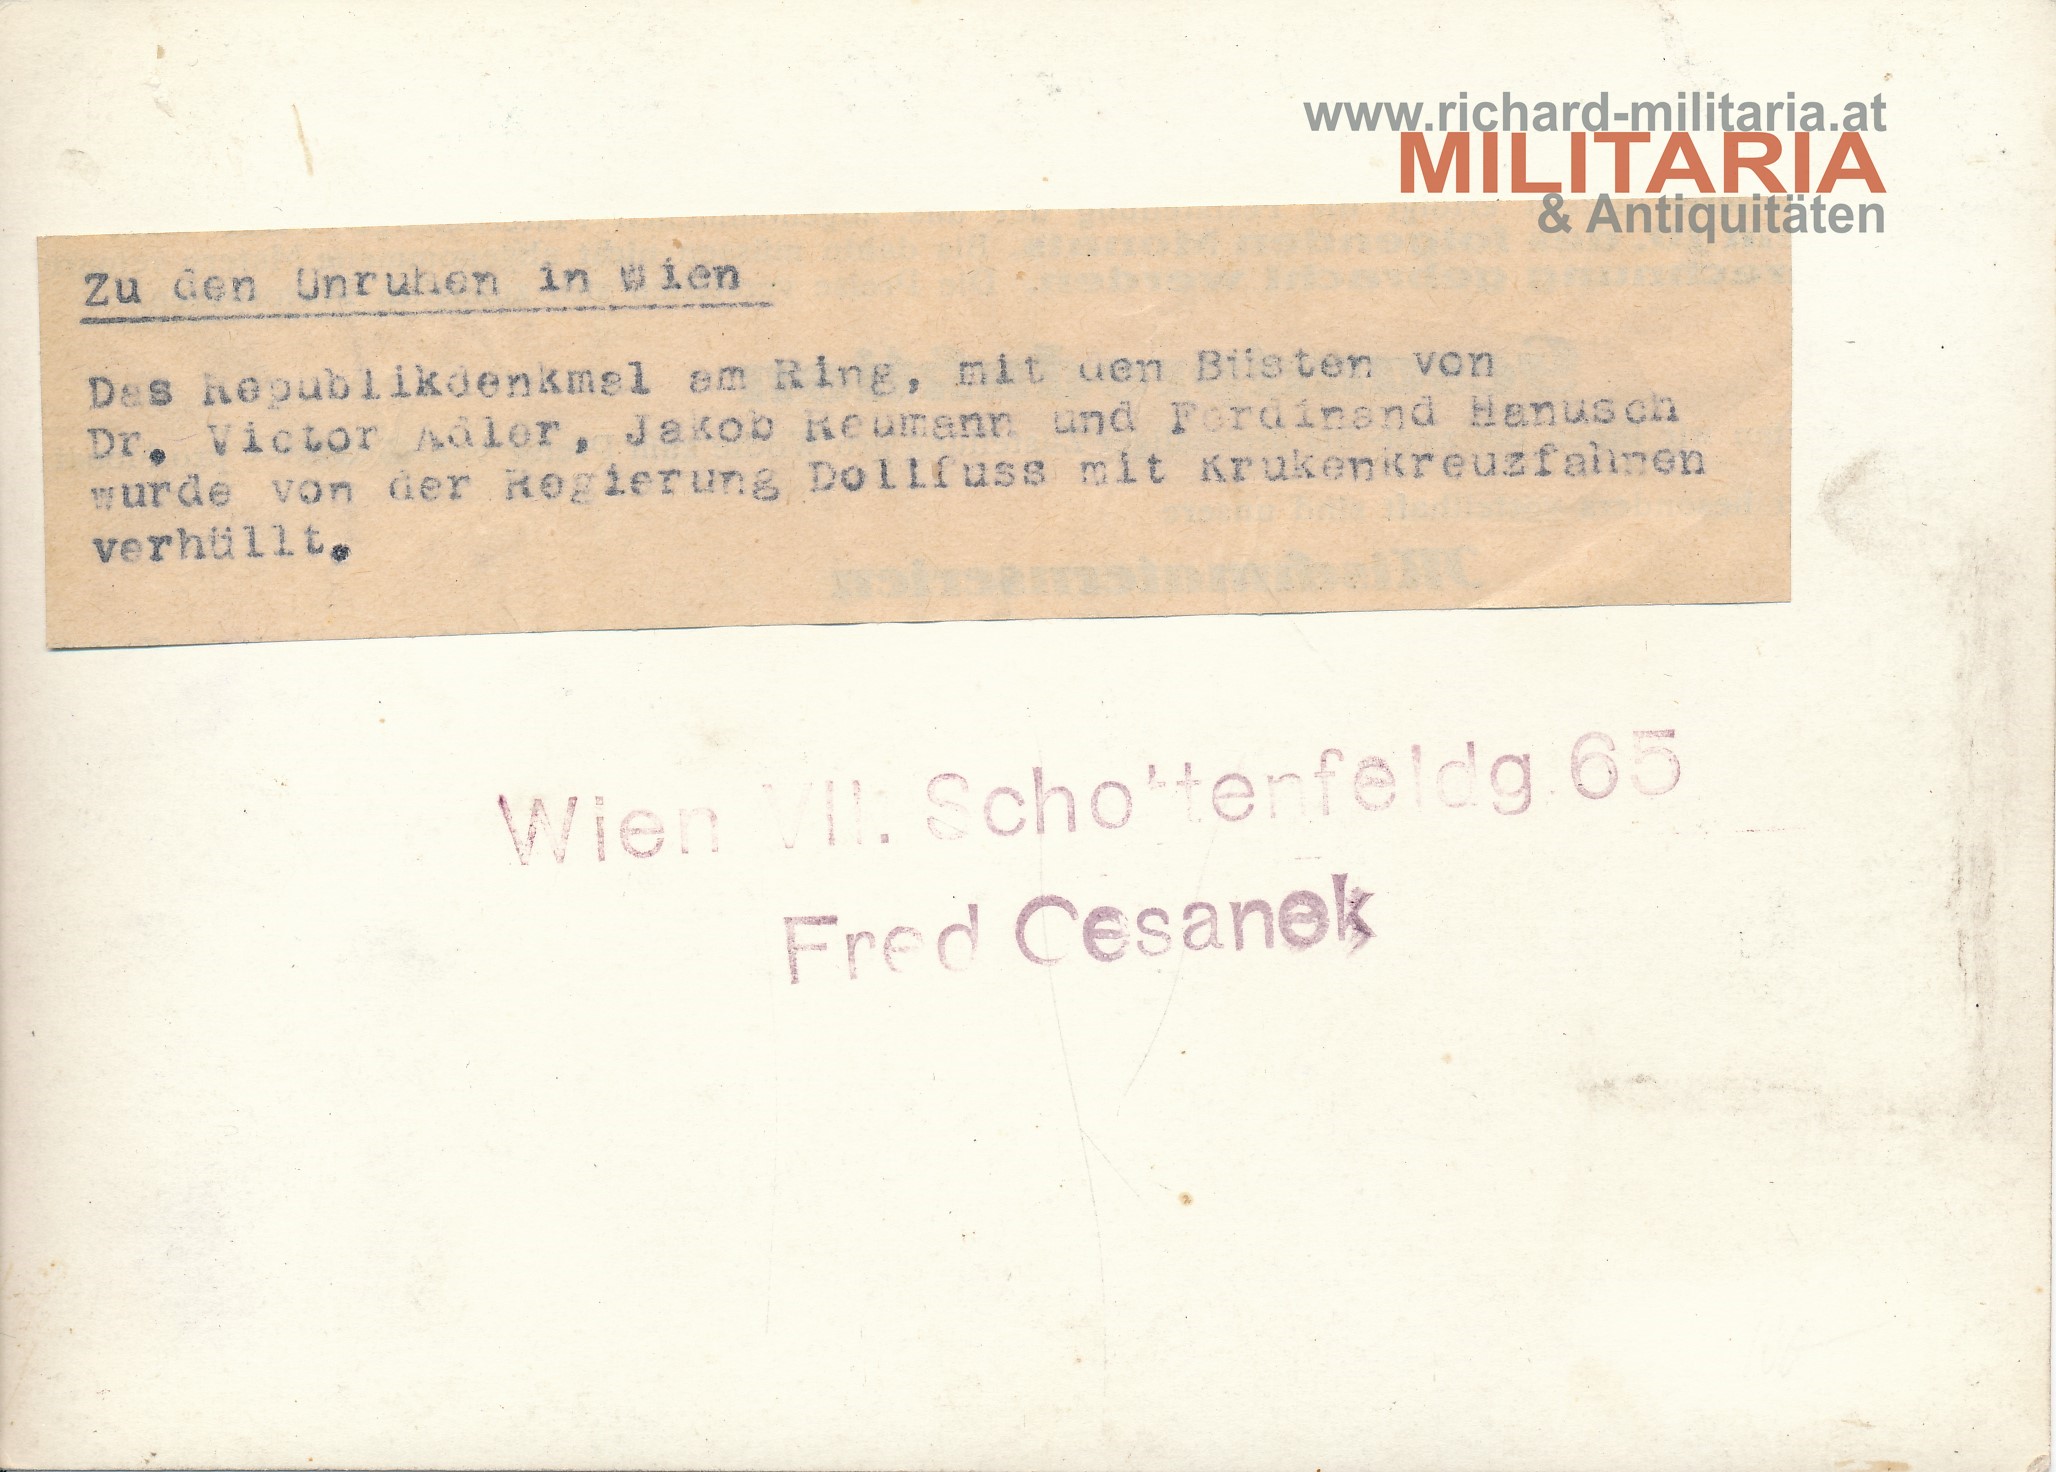 www.richard-militaria.at
MILITARIA
& Antiquitäten
Zu den Unruhen in Wien
Das Republikdenkmal am Ring, mit den Büsten von
Dr. Victor Adler, Jakob Reumann und Ferdinand Hanusch
wurde von der Regierung Dollfuss mit Krukenkreuzfahnen
verhüllt.
Wien VII. Schottenfeldg. 65
Fred Cesanek